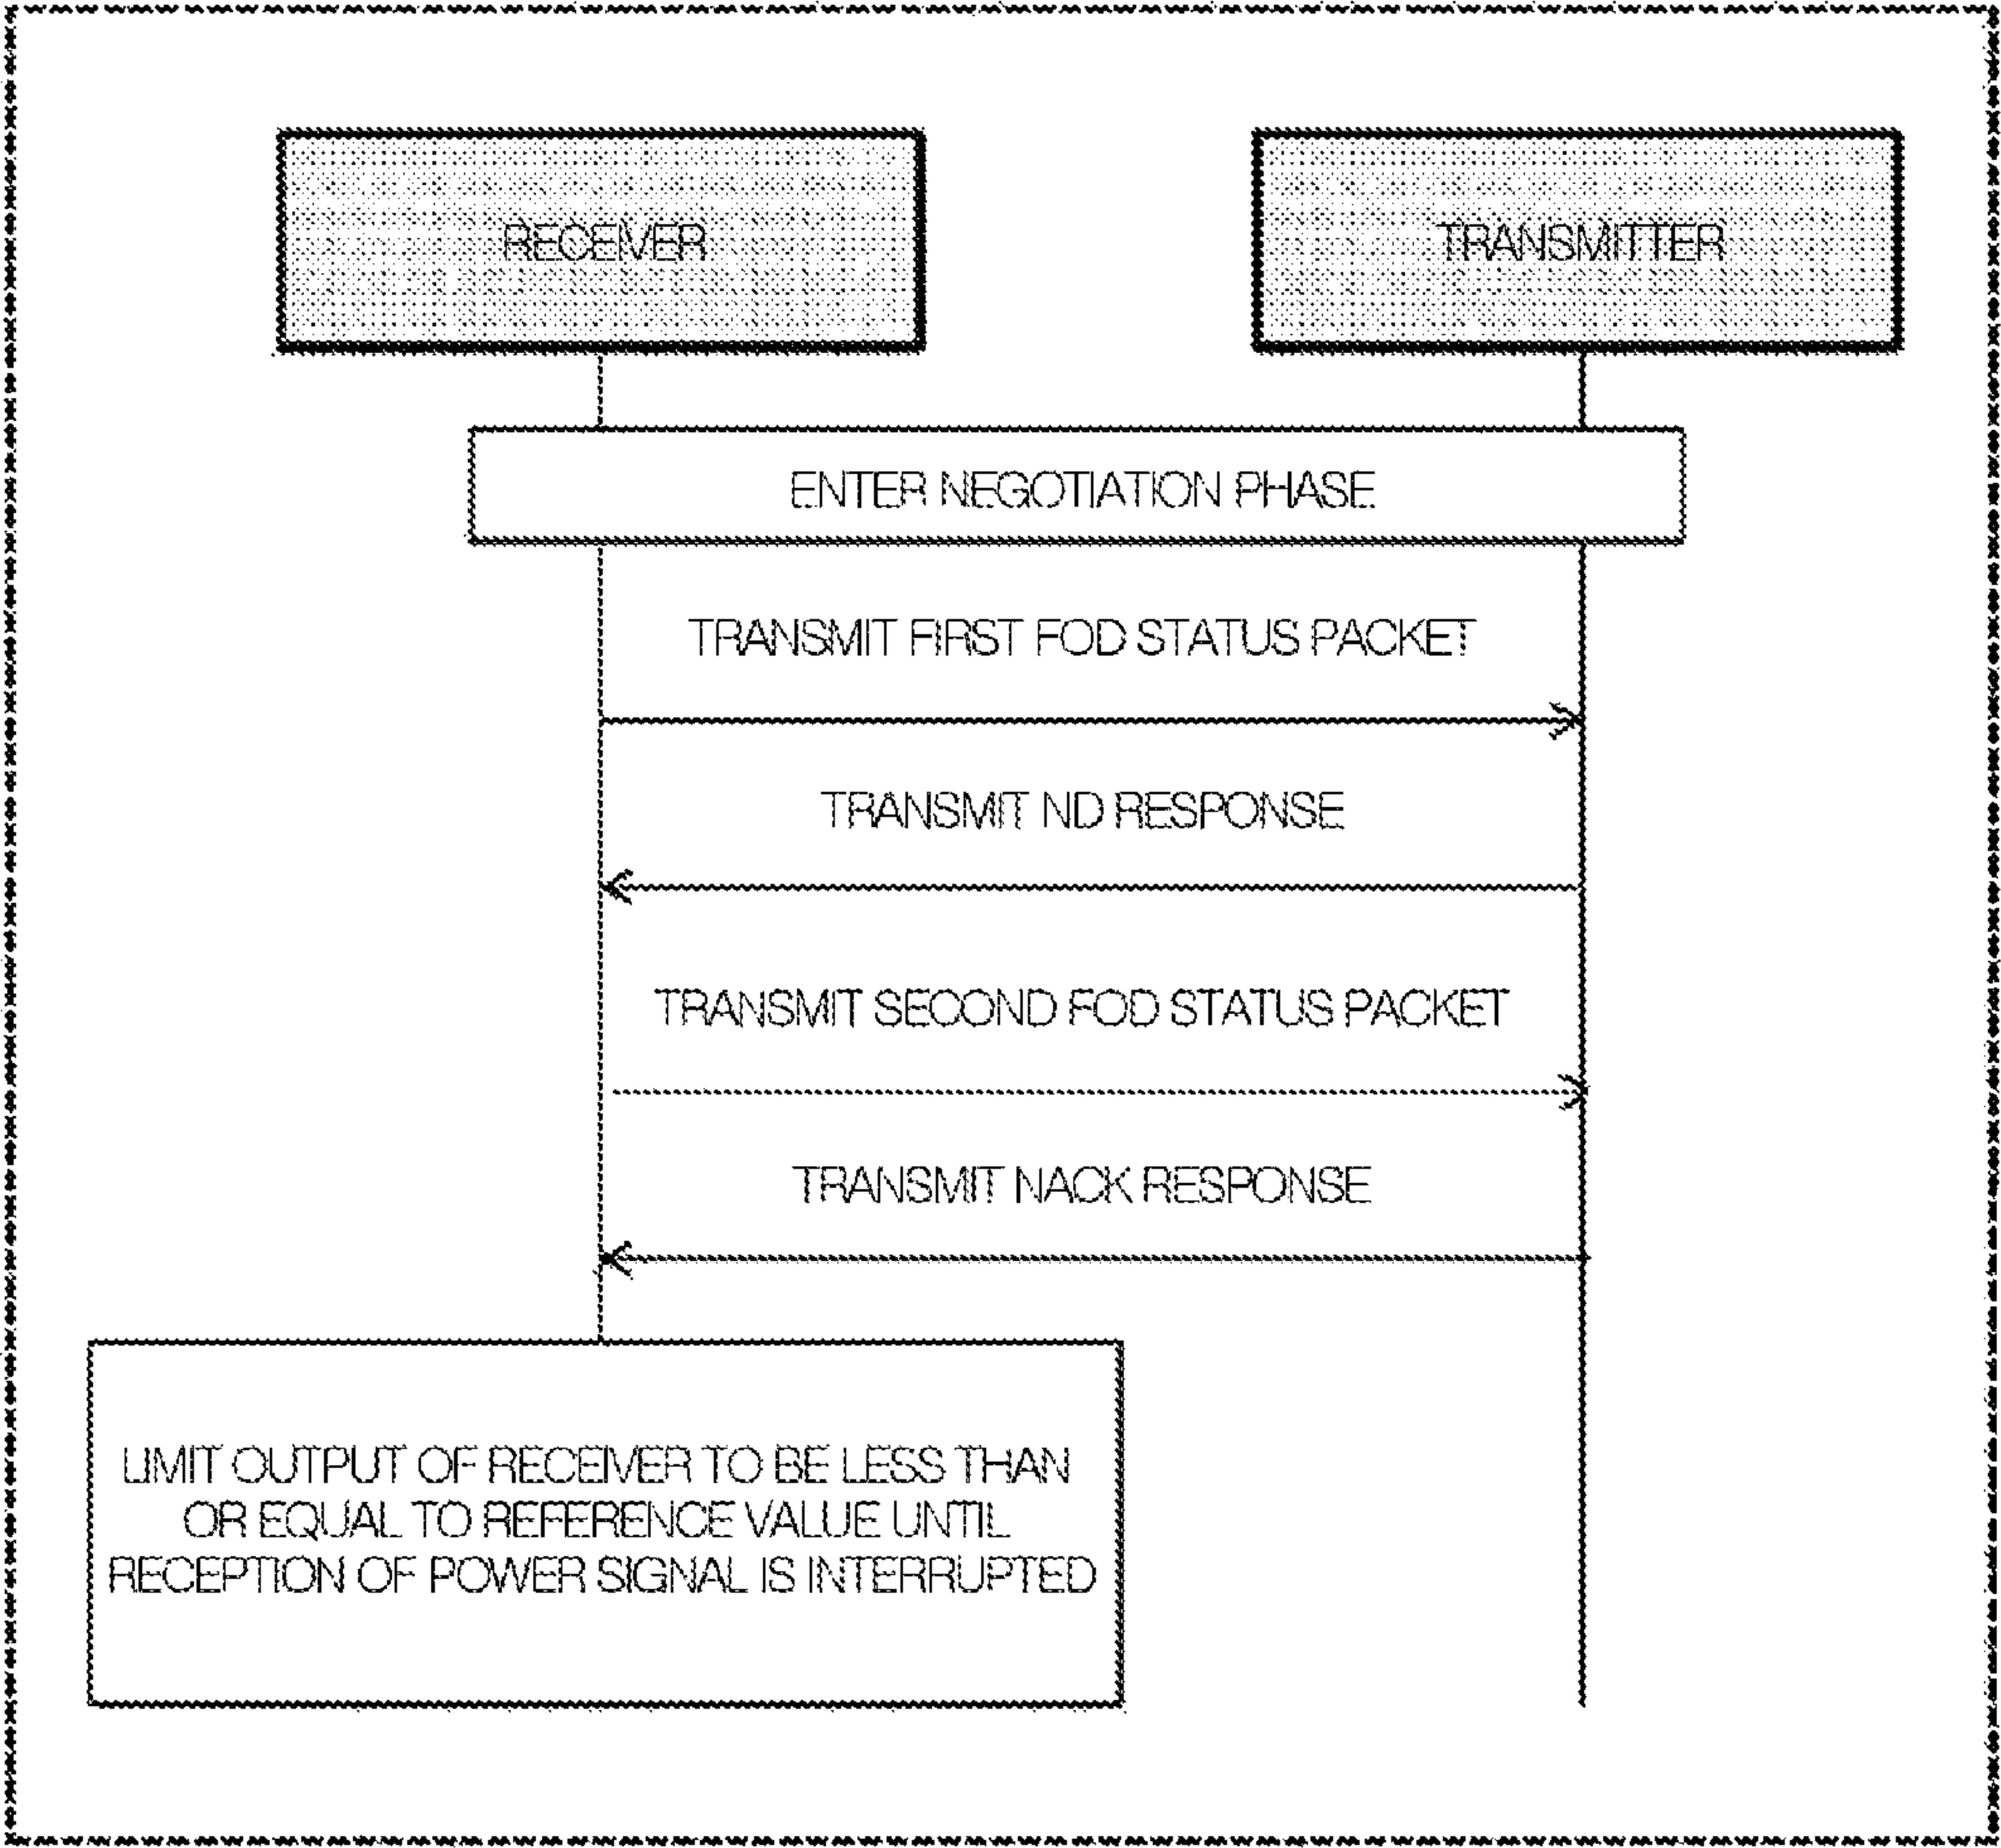 RECEIVER
TRANSMITTER
ENTER NEGOTIATION PHASE
TRANSMIT FIRST FOD STATUS PACKET
TRANSMIT ND RESPONSE
TRANSMIT SECOND FOD STATUS PACKET
TRANSMIT NACK RESPONSE
LIMIT OUTPUT OF RECEIVER TO BE LESS THAN
OR EQUAL TO REFERENCE VALUE UNTIL
RECEPTION OF POWER SIGNAL IS INTERRUPTED